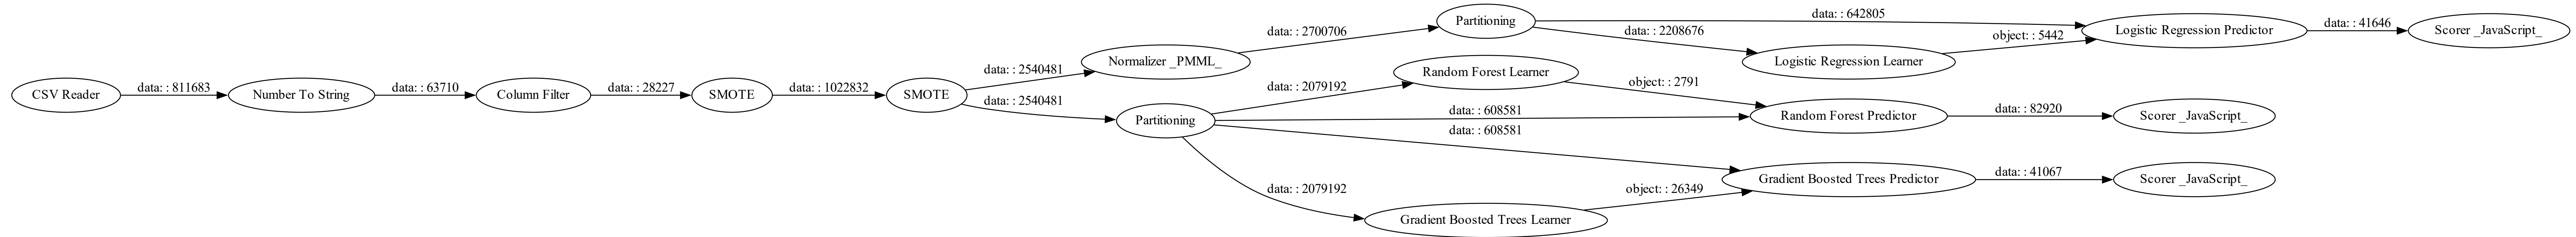 CSV Reader
data: : 811683
Number To String
data: : 63710
Column Filter
data: : 28227
SMOTE
data: : 1022832
SMOTE
data: : 2540481
data: : 2540481
Normalizer _PMML_
data: : 2700706
Partitioning
data: : 642805
data: : 2208676
Logistic Regression Learner
object: : 5442
Logistic Regression Predictor
data: : 41646
Scorer _JavaScript_
Partitioning
data: : 2079192
data: : 608581
data: : 608581
data: : 2079192
Random Forest Learner
object: : 2791
Random Forest Predictor
data: : 82920
Scorer _JavaScript_
Gradient Boosted Trees Learner
object: : 26349
Gradient Boosted Trees Predictor
data: : 41067
Scorer _JavaScript_